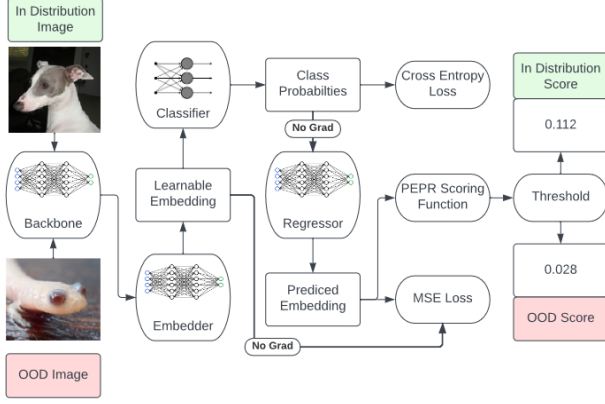 In Distribution
Image
Classifier
Class
Probabilties
Cross Entropy
Loss
In Distribution
Score
0.112
No Grad
Backbone
Learnable
Embedding
Regressor
PEPR Scoring
Function
Threshold
Embedder
Prediced
Embedding
MSE Loss
0.028
OOD Score
No Grad
OOD Image